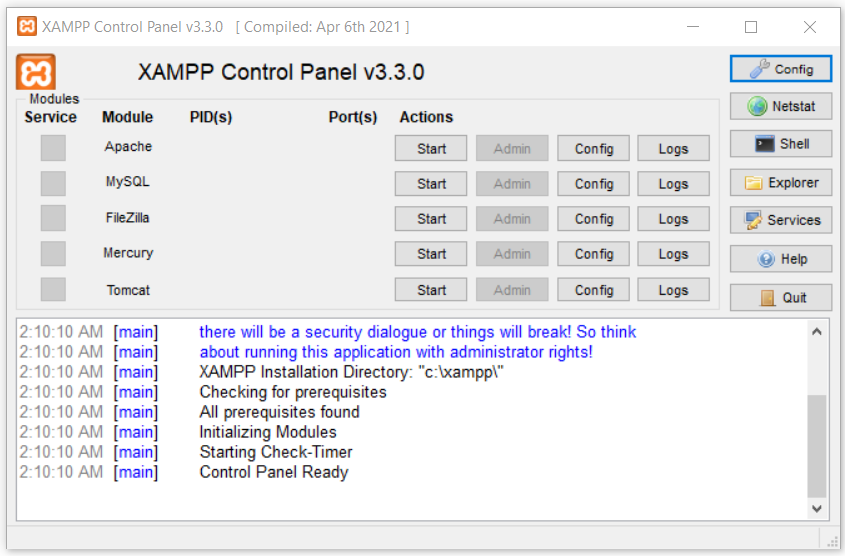 XAMPP Control Panel v3.3.0 [ Compiled: Apr 6th 2021 ]
XAMPP Control Panel v3.3.0
Config
Modules
Service Module PID(s) Port(s) Actions
Netstat
Apache Start Admin Config Logs
Shell
MySQL Start Admin Config Logs
Explorer
FileZilla Start Admin Config Logs
Services
Mercury Start Admin Config Logs
Help
Tomcat Start Admin Config Logs
Quit
2:10:10 AM [main] there will be a security dialogue or things will break! So think
2:10:10 AM [main] about running this application with administrator rights!
2:10:10 AM [main] XAMPP Installation Directory: "c:\xampp\"
2:10:10 AM [main] Checking for prerequisites
2:10:10 AM [main] All prerequisites found
2:10:10 AM [main] Initializing Modules
2:10:10 AM [main] Starting Check-Timer
2:10:10 AM [main] Control Panel Ready